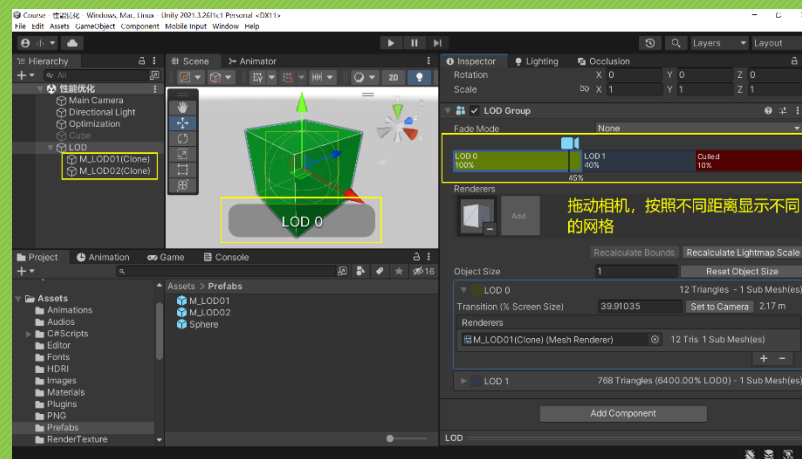 Course - 性能优化 - Windows, Mac, Linux - Unity 2021.3.26f1c1 Personal <DX11>
File Edit Assets GameObject Component Mobile Input Window Help
Layers Layout
Hierarchy
All
性能优化
Main Camera
Directional Light
Optimization
Cube
LOD
M_LOD01(Clone)
M_LOD02(Clone)
Scene Animator
2D
LOD 0
Inspector Lighting Occlusion
Rotation X 0 Y 0 Z 0
Scale X 1 Y 1 Z 1
LOD Group
Fade Mode None
LOD 0 LOD 1 Culled
100% 40% 10%
45%
Renderers
Add
拖动相机，按照不同距离显示不同
的网格
Recalculate Bounds Recalculate Lightmap Scale
Object Size 1 Reset Object Size
LOD 0 12 Triangles - 1 Sub Mesh(es)
Transition (% Screen Size) 39.91035 Set to Camera 2.17 m
Renderers
M_LOD01(Clone) (Mesh Renderer) 12 Tris 1 Sub Mesh(es)
LOD 1 768 Triangles (6400.00% LOD0) - 1 Sub Mesh(es)
Add Component
LOD
Project Animation Game Console
16
Assets
Animations
Audios
C#Scripts
Editor
Fonts
HDRI
Images
Materials
Plugins
PNG
Prefabs
RenderTexture
Assets > Prefabs
M_LOD01
M_LOD02
Sphere